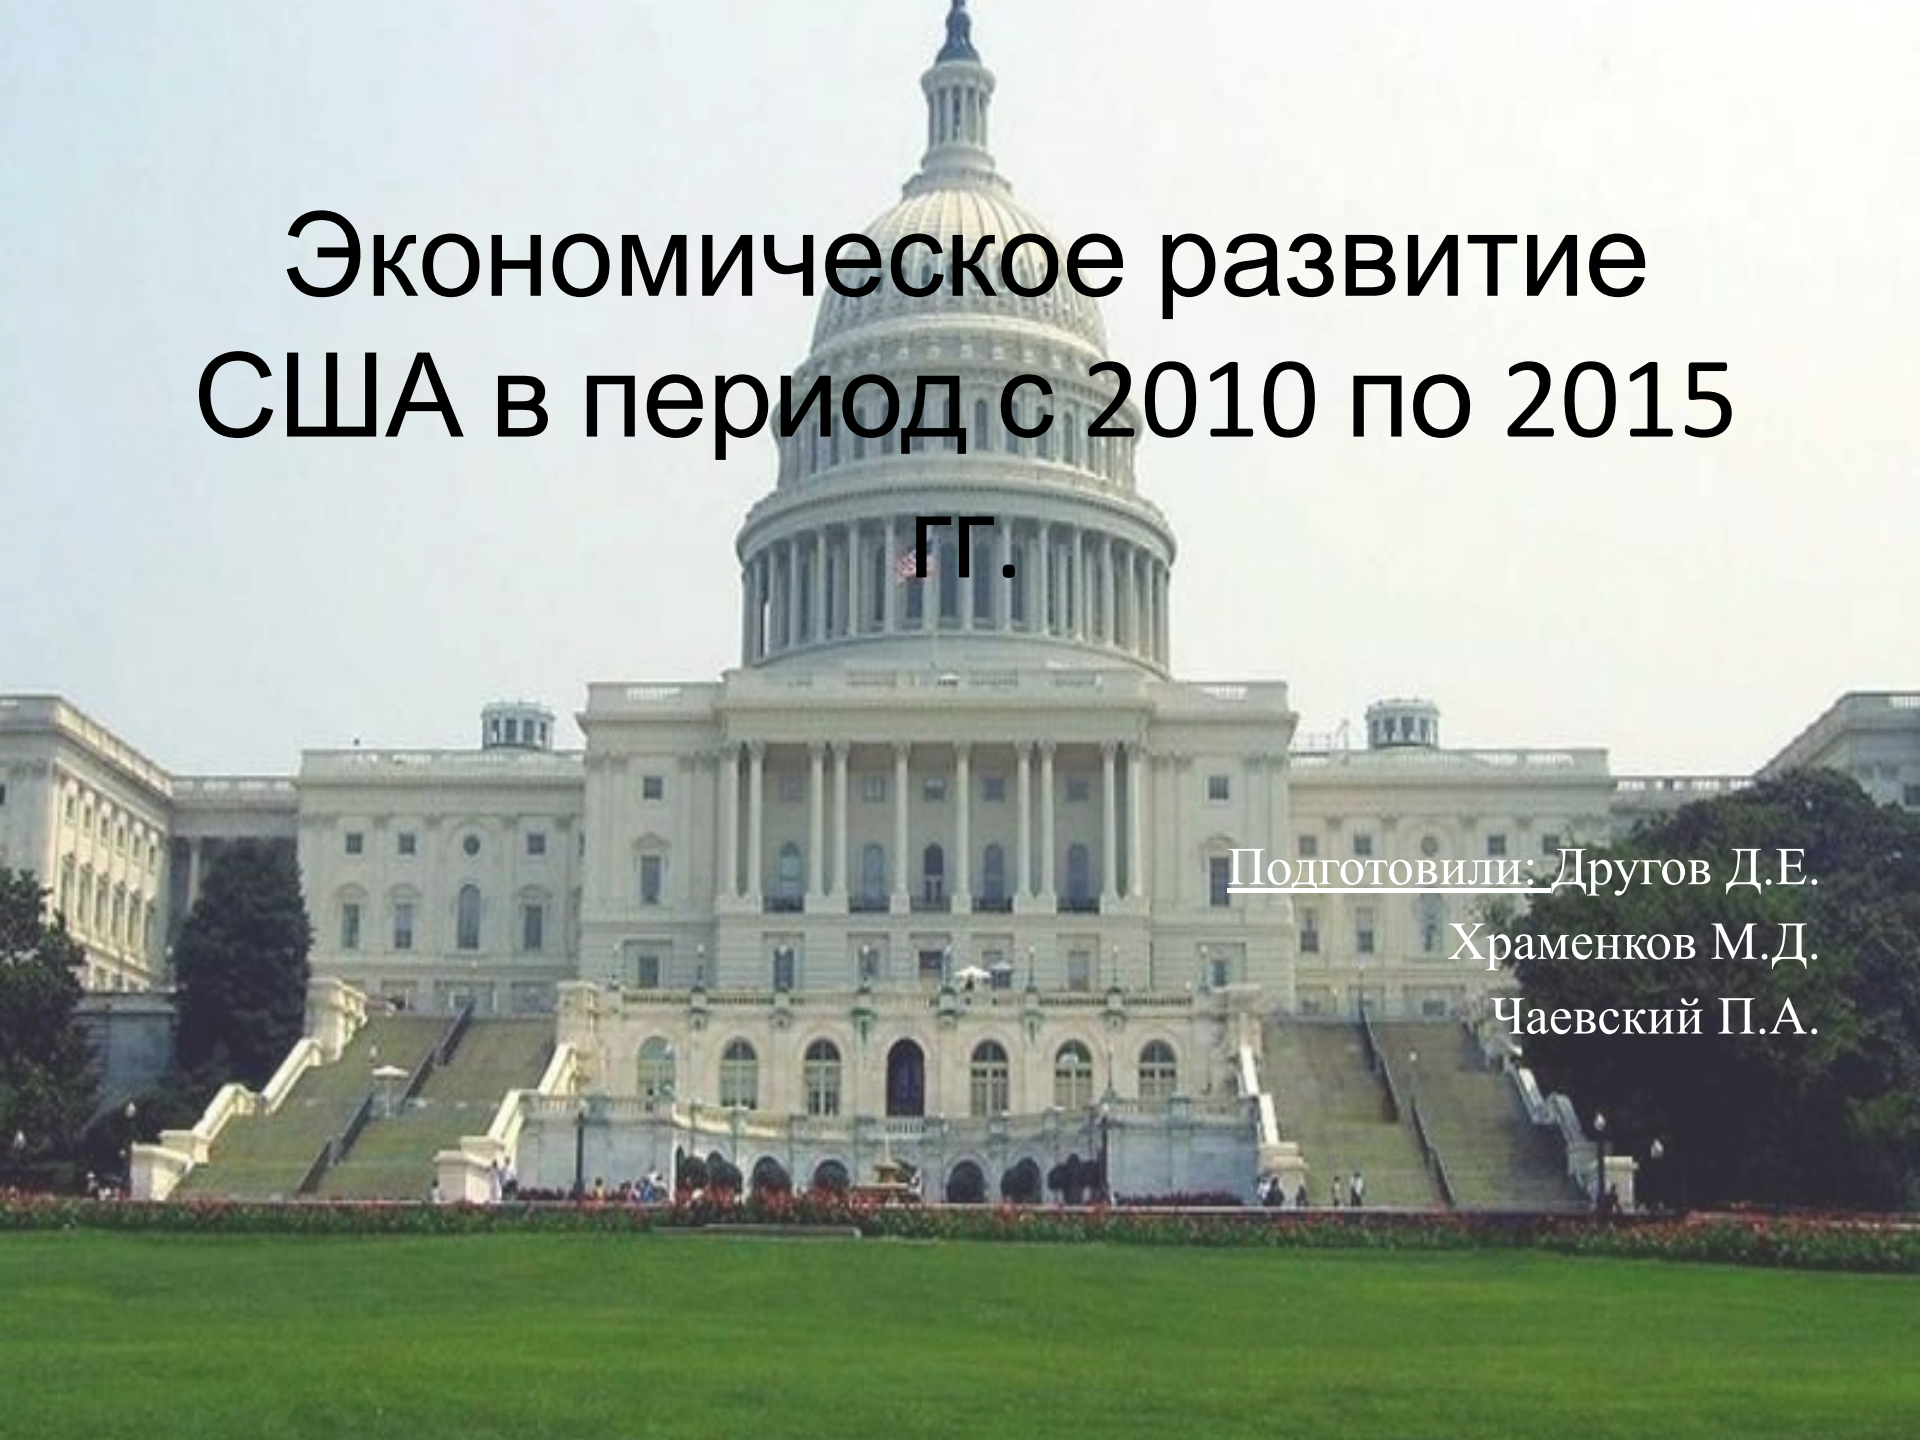 Экономическое развитие
США в период с 2010 по 2015
гг.
Подготовили: Другов Д.Е.
Храменков М.Д.
Чаевский П.А.